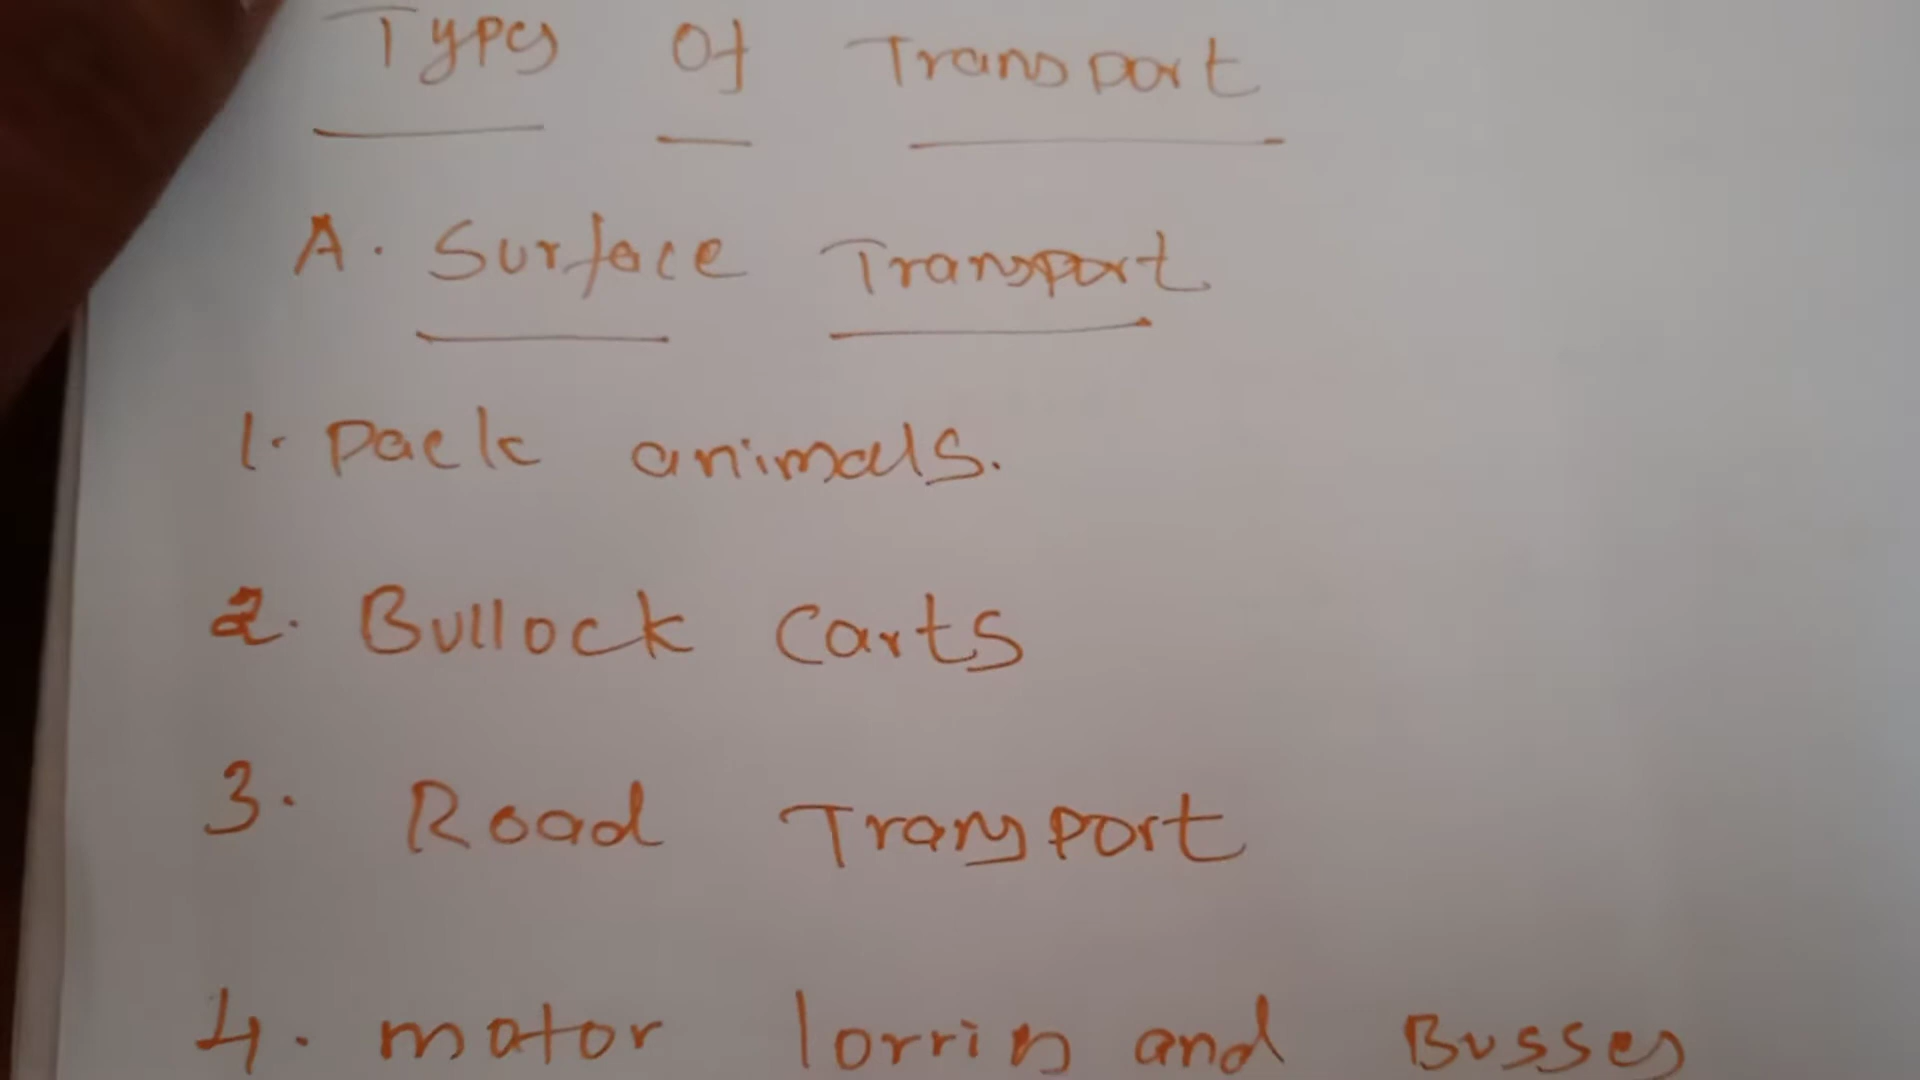 Types of Transport
A. Surface Transport
1. Pack animals.
2. Bullock Carts
3. Road Transport
4. motor lorries and Busses